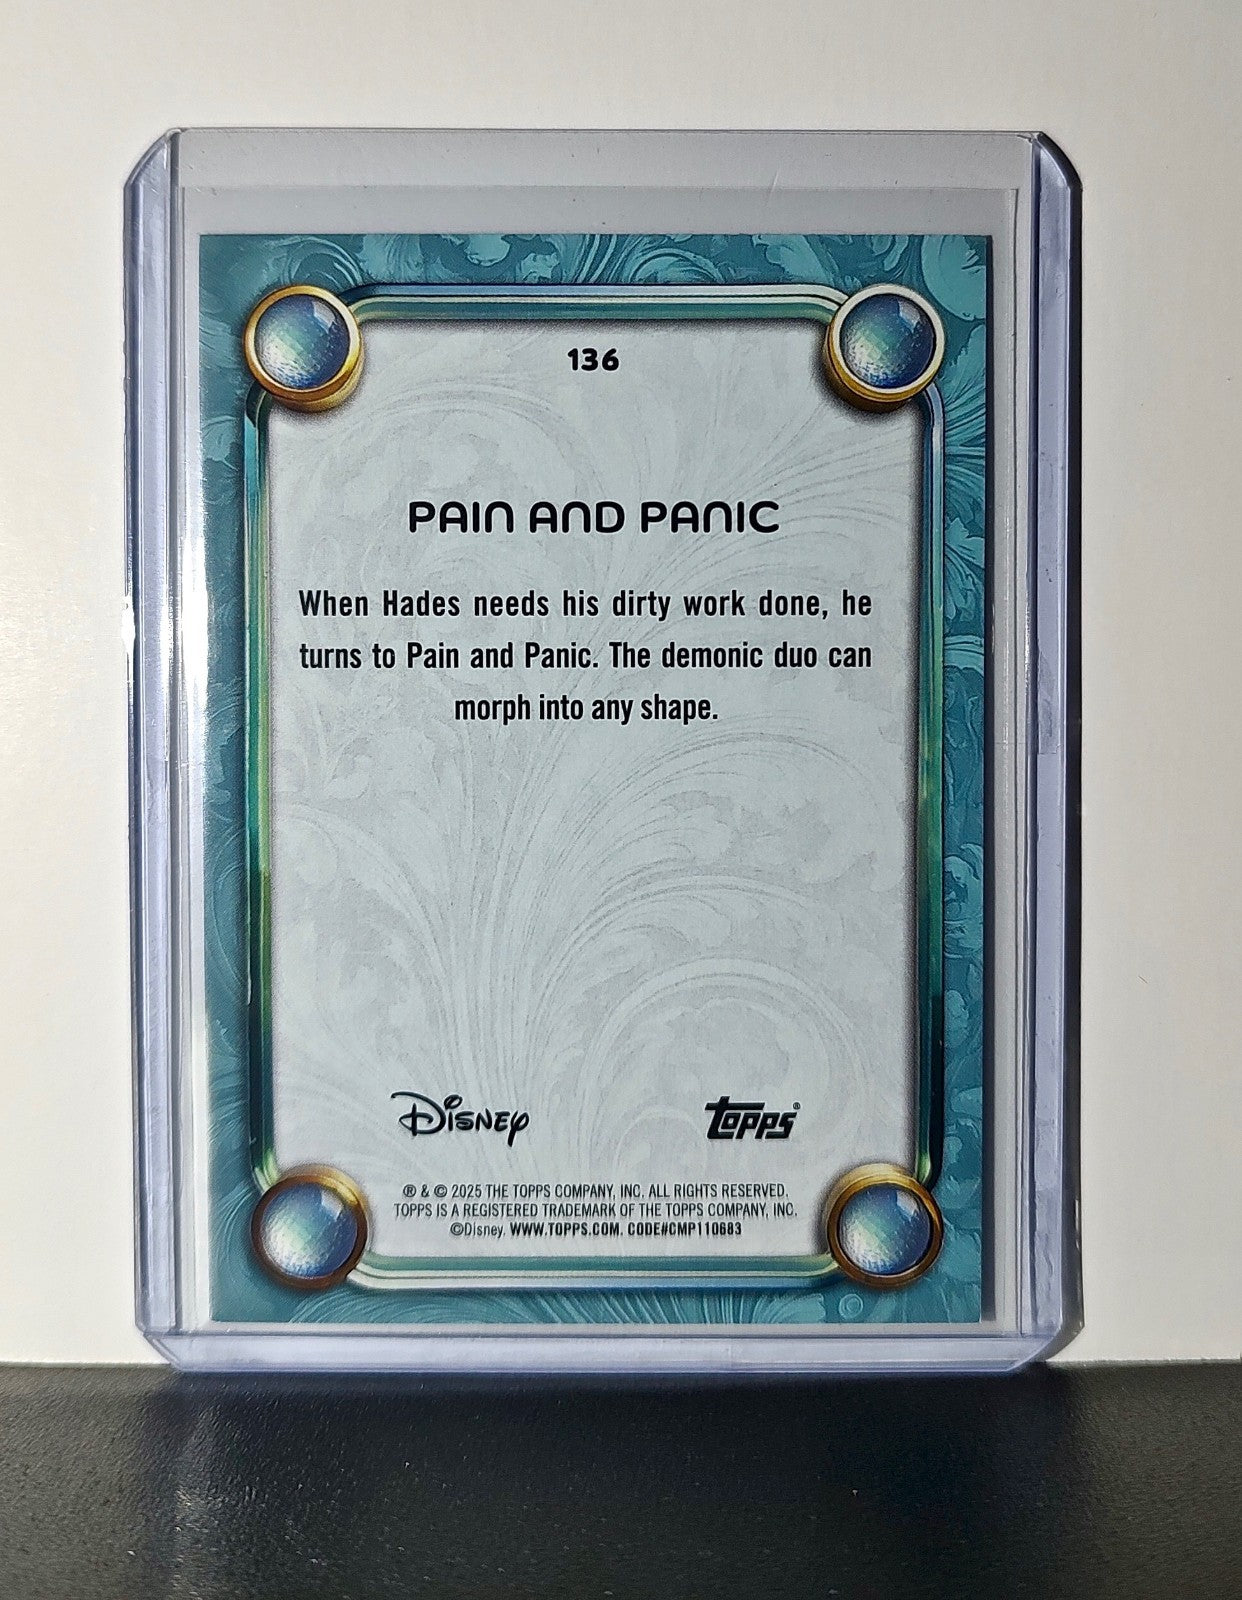 136
PAIN AND PANIC
When Hades needs his dirty work done, he
turns to Pain and Panic. The demonic duo can
morph into any shape.
Disney
topps®
® & © 2025 THE TOPPS COMPANY, INC. ALL RIGHTS RESERVED.
TOPPS IS A REGISTERED TRADEMARK OF THE TOPPS COMPANY, INC.
©Disney. WWW.TOPPS.COM. CODE#CMP110683